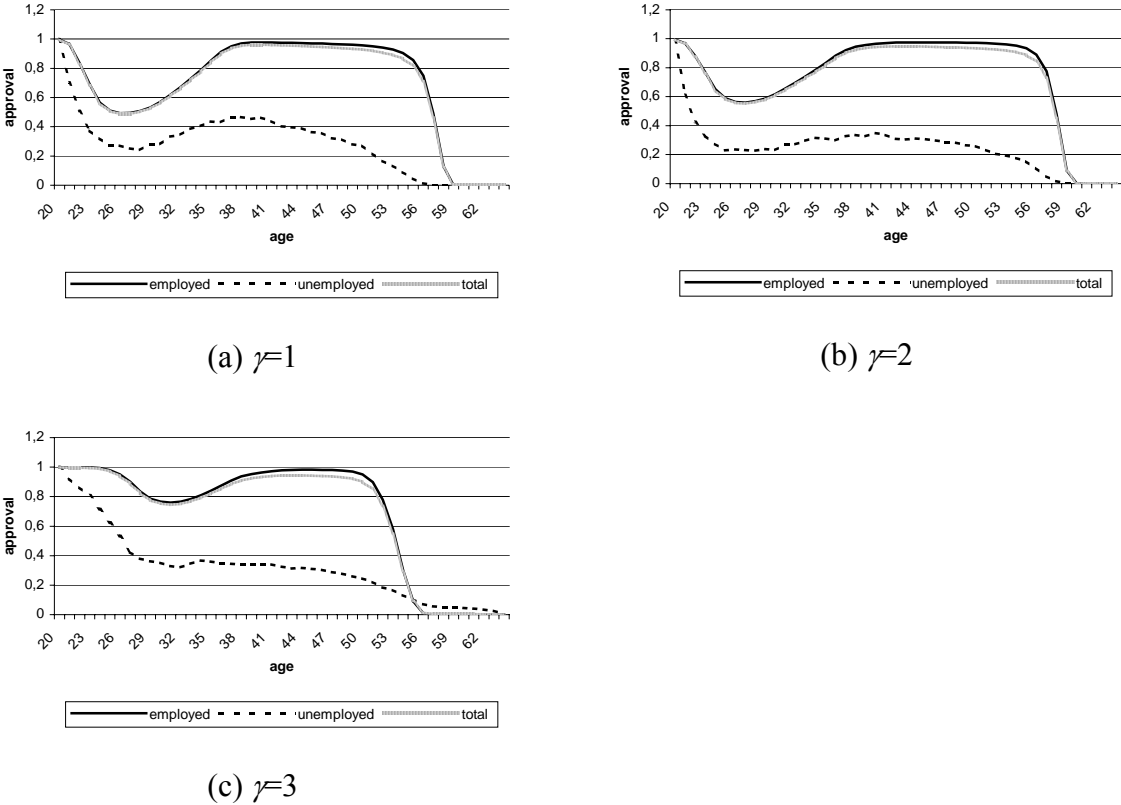 1,2
1
0,8
0,6
0,4
0,2
0
approval
20 23 26 29 32 35 38 41 44 47 50 53 56 59 62
age
employed unemployed total
(a) γ=1
1,2
1
0,8
0,6
0,4
0,2
0
approval
20 23 26 29 32 35 38 41 44 47 50 53 56 59 62
age
employed unemployed total
(b) γ=2
1,2
1
0,8
0,6
0,4
0,2
0
approval
20 23 26 29 32 35 38 41 44 47 50 53 56 59 62
age
employed unemployed total
(c) γ=3